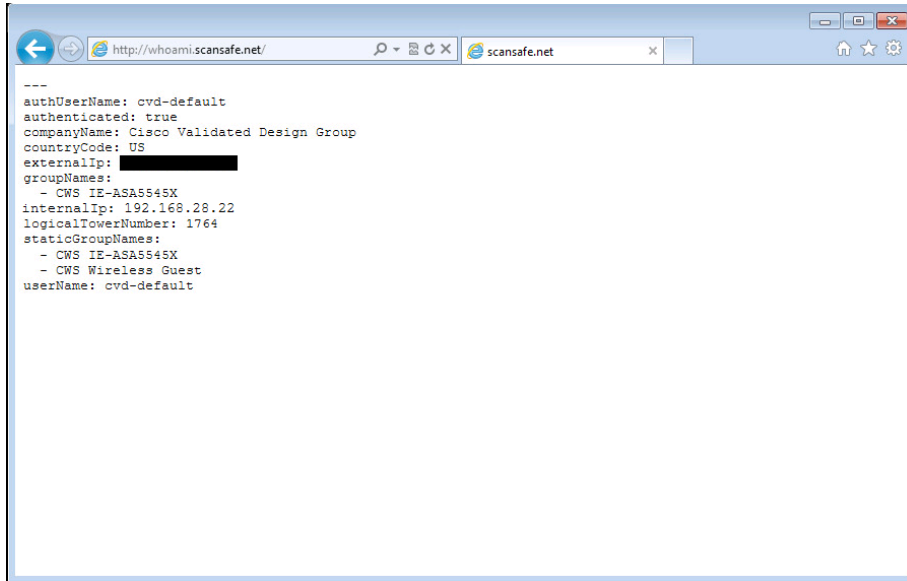 http://whoami.scansafe.net/
scansafe.net
---
authUserName: cvd-default
authenticated: true
companyName: Cisco Validated Design Group
countryCode: US
externalIp:
groupNames:
- CWS IE-ASA5545X
internalIp: 192.168.28.22
logicalTowerNumber: 1764
staticGroupNames:
- CWS IE-ASA5545X
- CWS Wireless Guest
userName: cvd-default